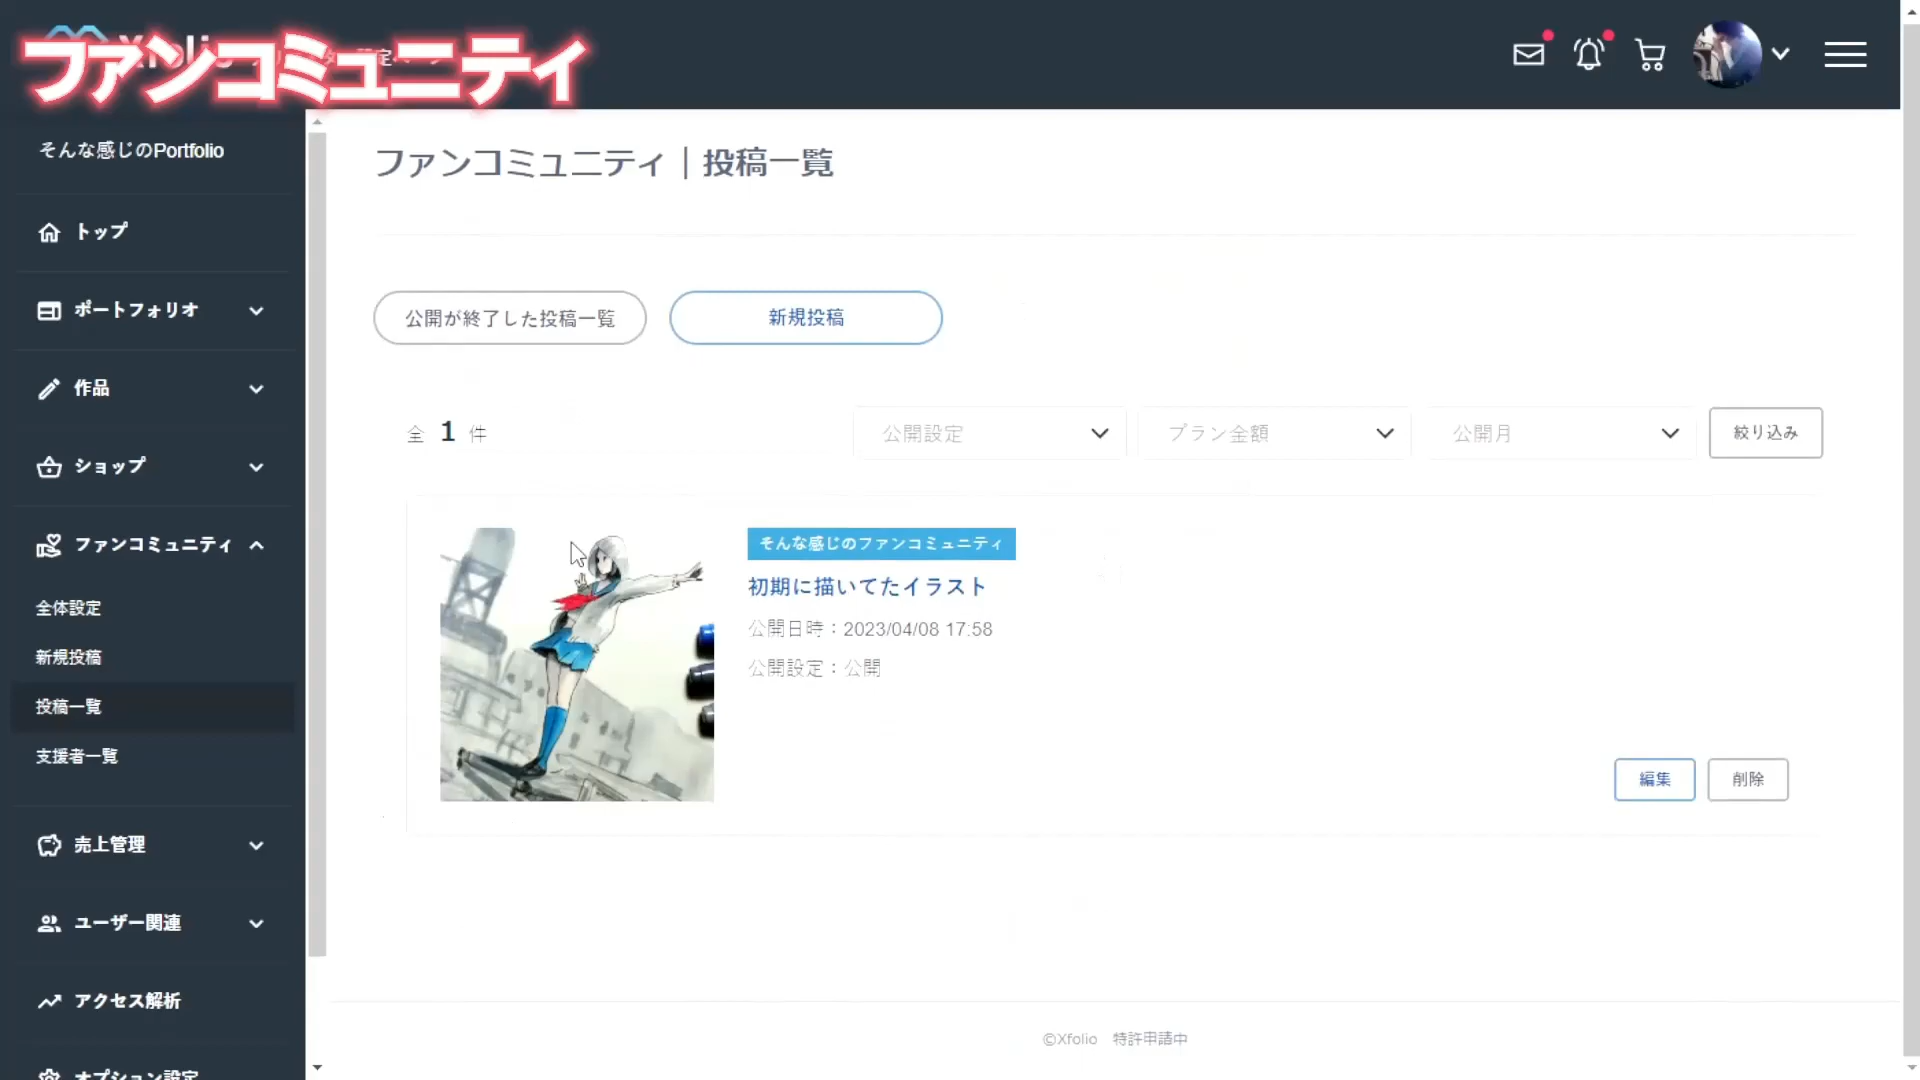 ファンコミュニティ
そんな感じのPortfolio
トップ
ポートフォリオ
作品
ショップ
ファンコミュニティ
全体設定
新規投稿
投稿一覧
支援者一覧
売上管理
ユーザー関連
アクセス解析
オプション設定
ファンコミュニティ｜投稿一覧
公開が終了した投稿一覧
新規投稿
全 1 件
公開設定
プラン金額
公開月
絞り込み
そんな感じのファンコミュニティ
初期に描いてたイラスト
公開日時：2023/04/08 17:58
公開設定：公開
編集
削除
©Xfolio 特許申請中